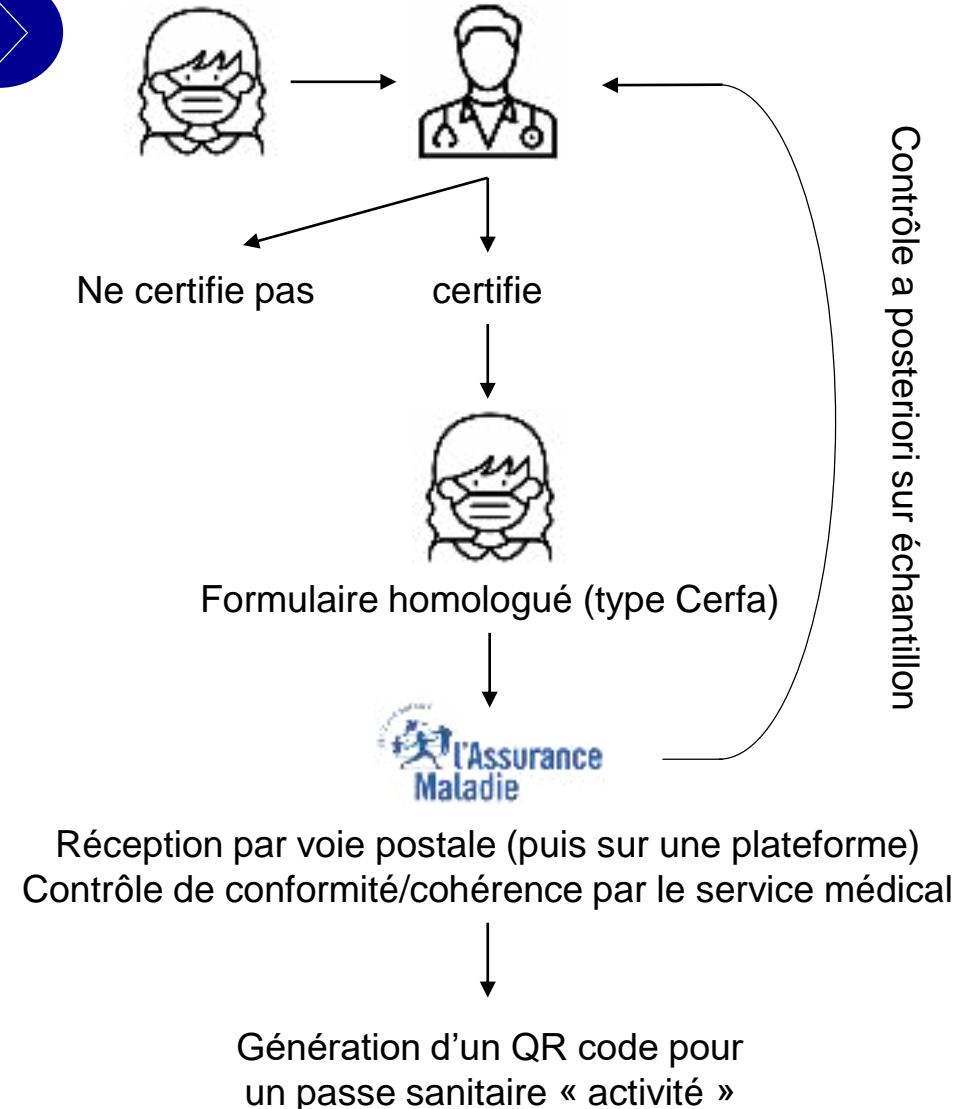 Ne certifie pas
certifie
Contrôle a posteriori sur échantillon
Formulaire homologué (type Cerfa)
l'Assurance
Maladie
Réception par voie postale (puis sur une plateforme)
Contrôle de conformité/cohérence par le service médical
Génération d'un QR code pour
un passe sanitaire « activité »